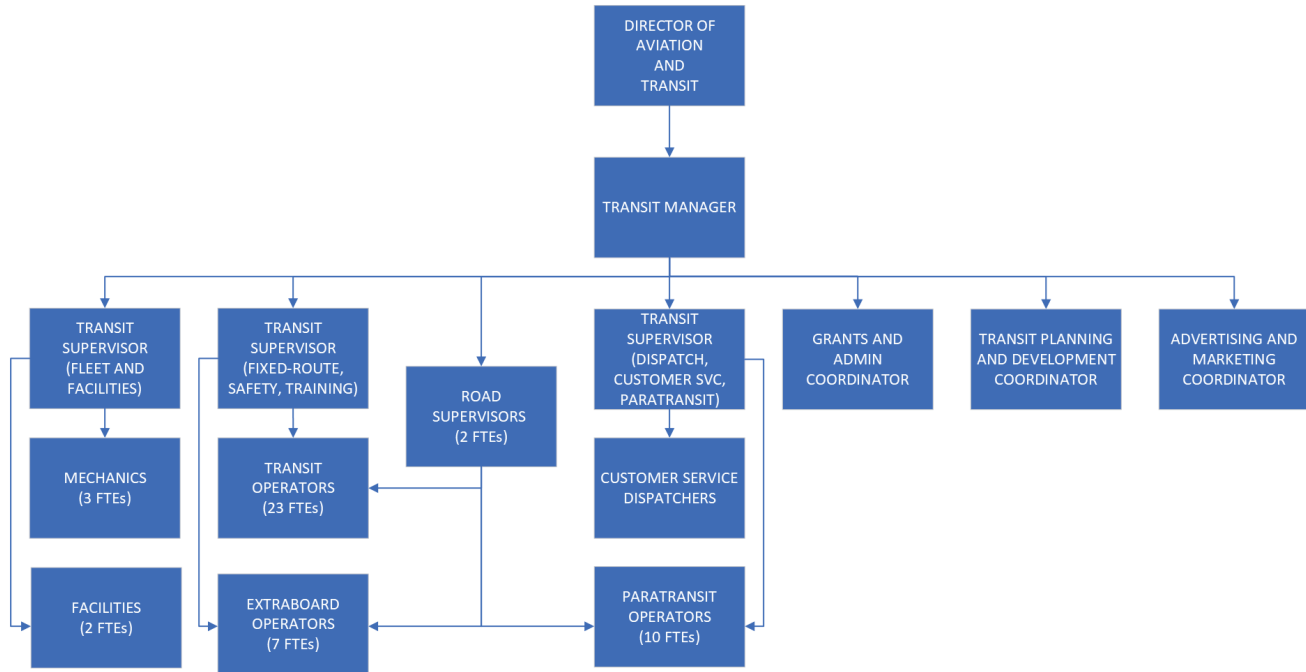 DIRECTOR OF
AVIATION
AND
TRANSIT
TRANSIT MANAGER
TRANSIT
SUPERVISOR
(FLEET AND
FACILITIES)
TRANSIT
SUPERVISOR
(FIXED-ROUTE,
SAFETY, TRAINING)
ROAD
SUPERVISORS
(2 FTEs)
TRANSIT
SUPERVISOR
(DISPATCH,
CUSTOMER SVC,
PARATRANSIT)
GRANTS AND
ADMIN
COORDINATOR
TRANSIT PLANNING
AND DEVELOPMENT
COORDINATOR
ADVERTISING AND
MARKETING
COORDINATOR
MECHANICS
(3 FTEs)
TRANSIT
OPERATORS
(23 FTEs)
CUSTOMER SERVICE
DISPATCHERS
FACILITIES
(2 FTEs)
EXTRABOARD
OPERATORS
(7 FTEs)
PARATRANSIT
OPERATORS
(10 FTEs)